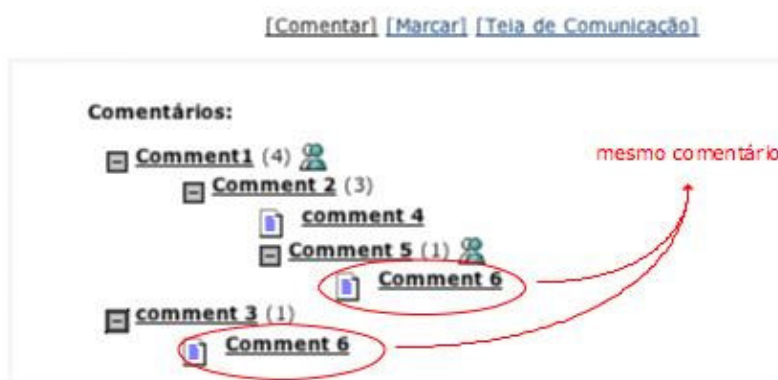 [Comentar] [Marcar] [Teia de Comunicação]
Comentários:
Comment1 (4)
mesmo comentário
Comment 2 (3)
comment 4
Comment 5 (1)
Comment 6
comment 3 (1)
Comment 6